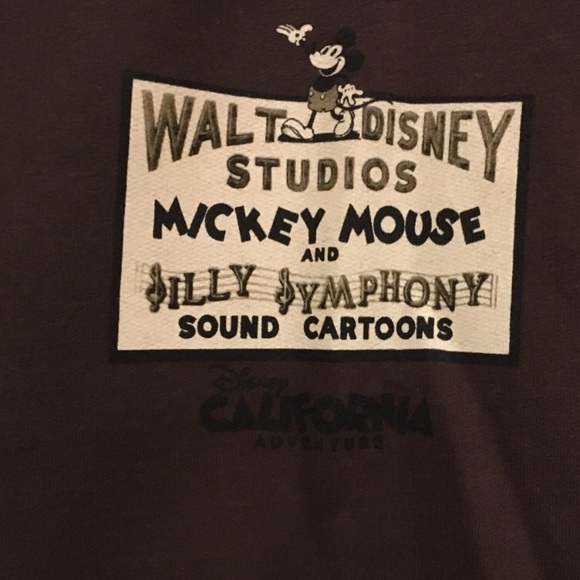 WALT DISNEY
STUDIOS
MICKEY MOUSE
AND
SILLY SYMPHONY
SOUND CARTOONS
Disney
CALIFORNIA
ADVENTURE